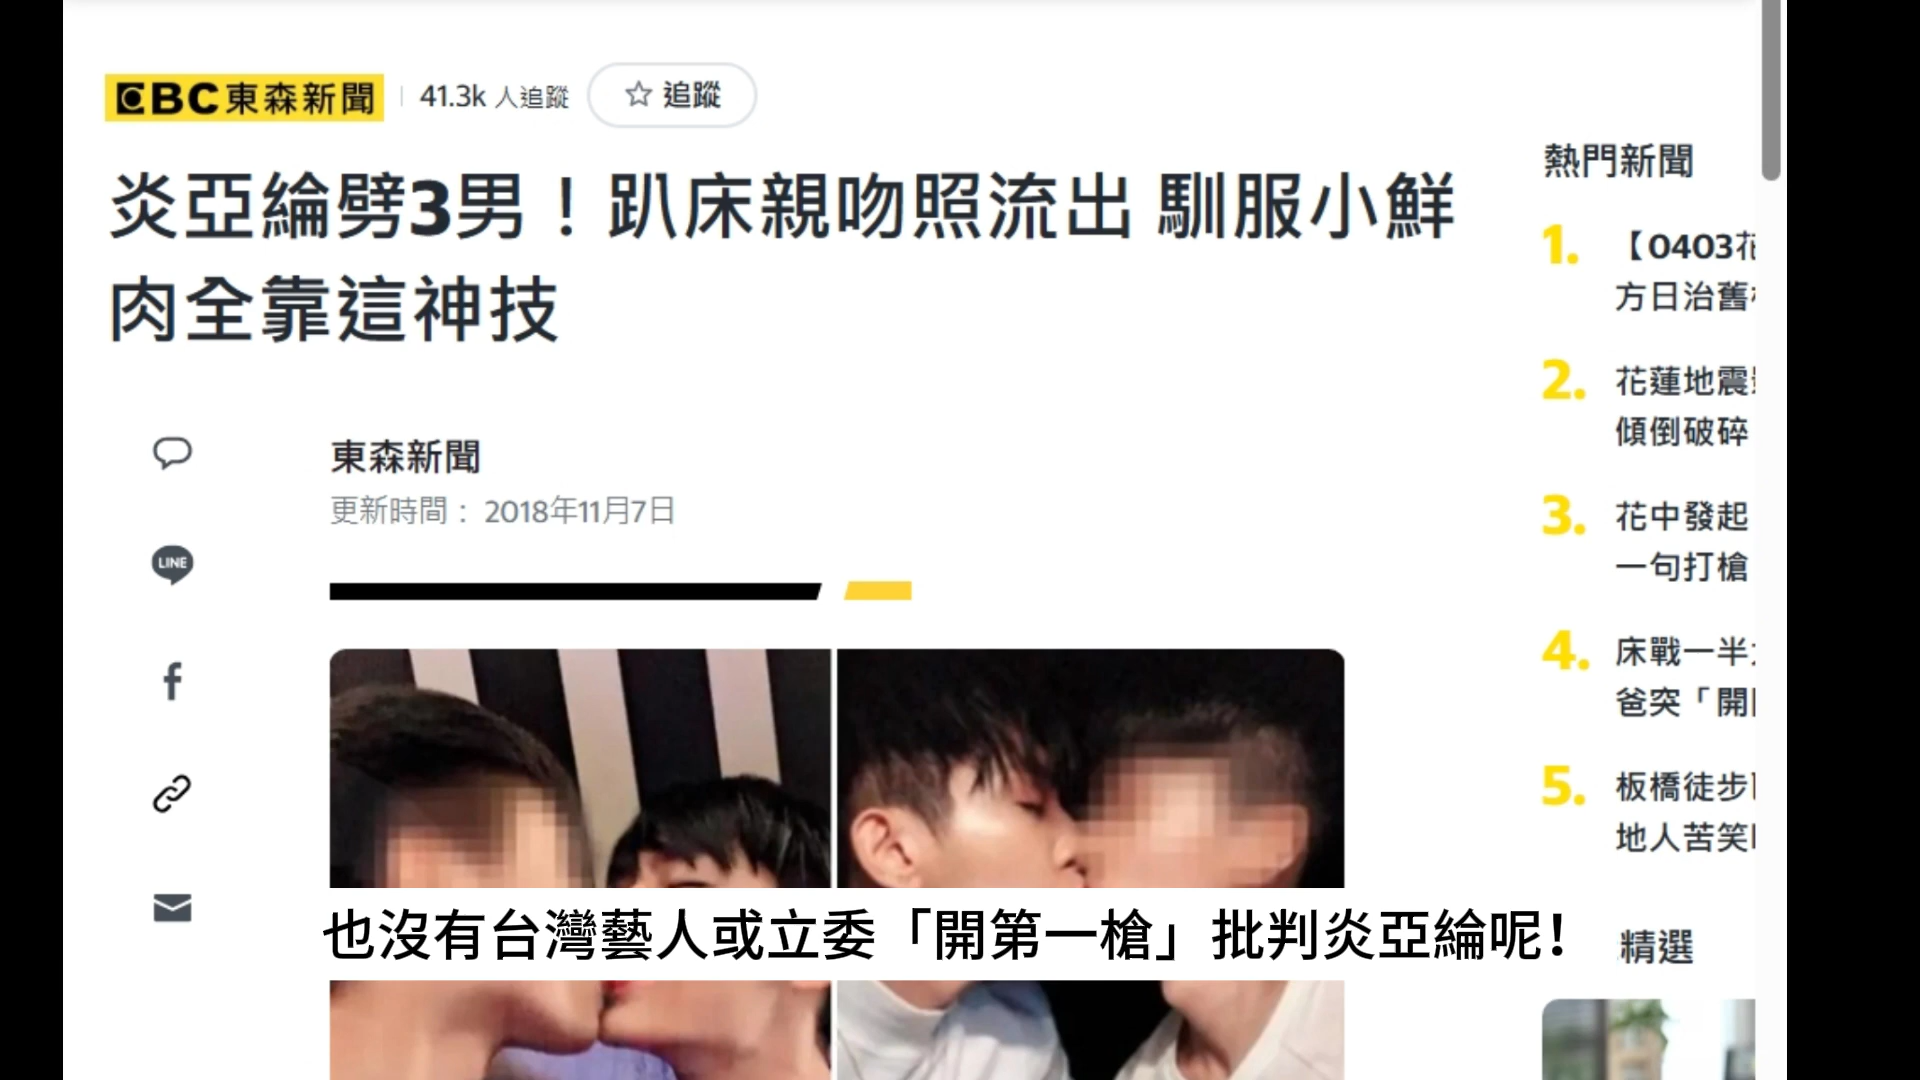 EBC東森新聞
41.3k 人追蹤
追蹤
炎亞綸劈3男！趴床親吻照流出 馴服小鮮
肉全靠這神技
東森新聞
更新時間： 2018年11月7日
LINE
也沒有台灣藝人或立委「開第一槍」批判炎亞綸呢!
熱門新聞
1. 【0403花
方日治舊
2. 花蓮地震
傾倒破碎
3. 花中發起
一句打槍
4. 床戰一半
爸突「開
5. 板橋徒步
地人苦笑
精選